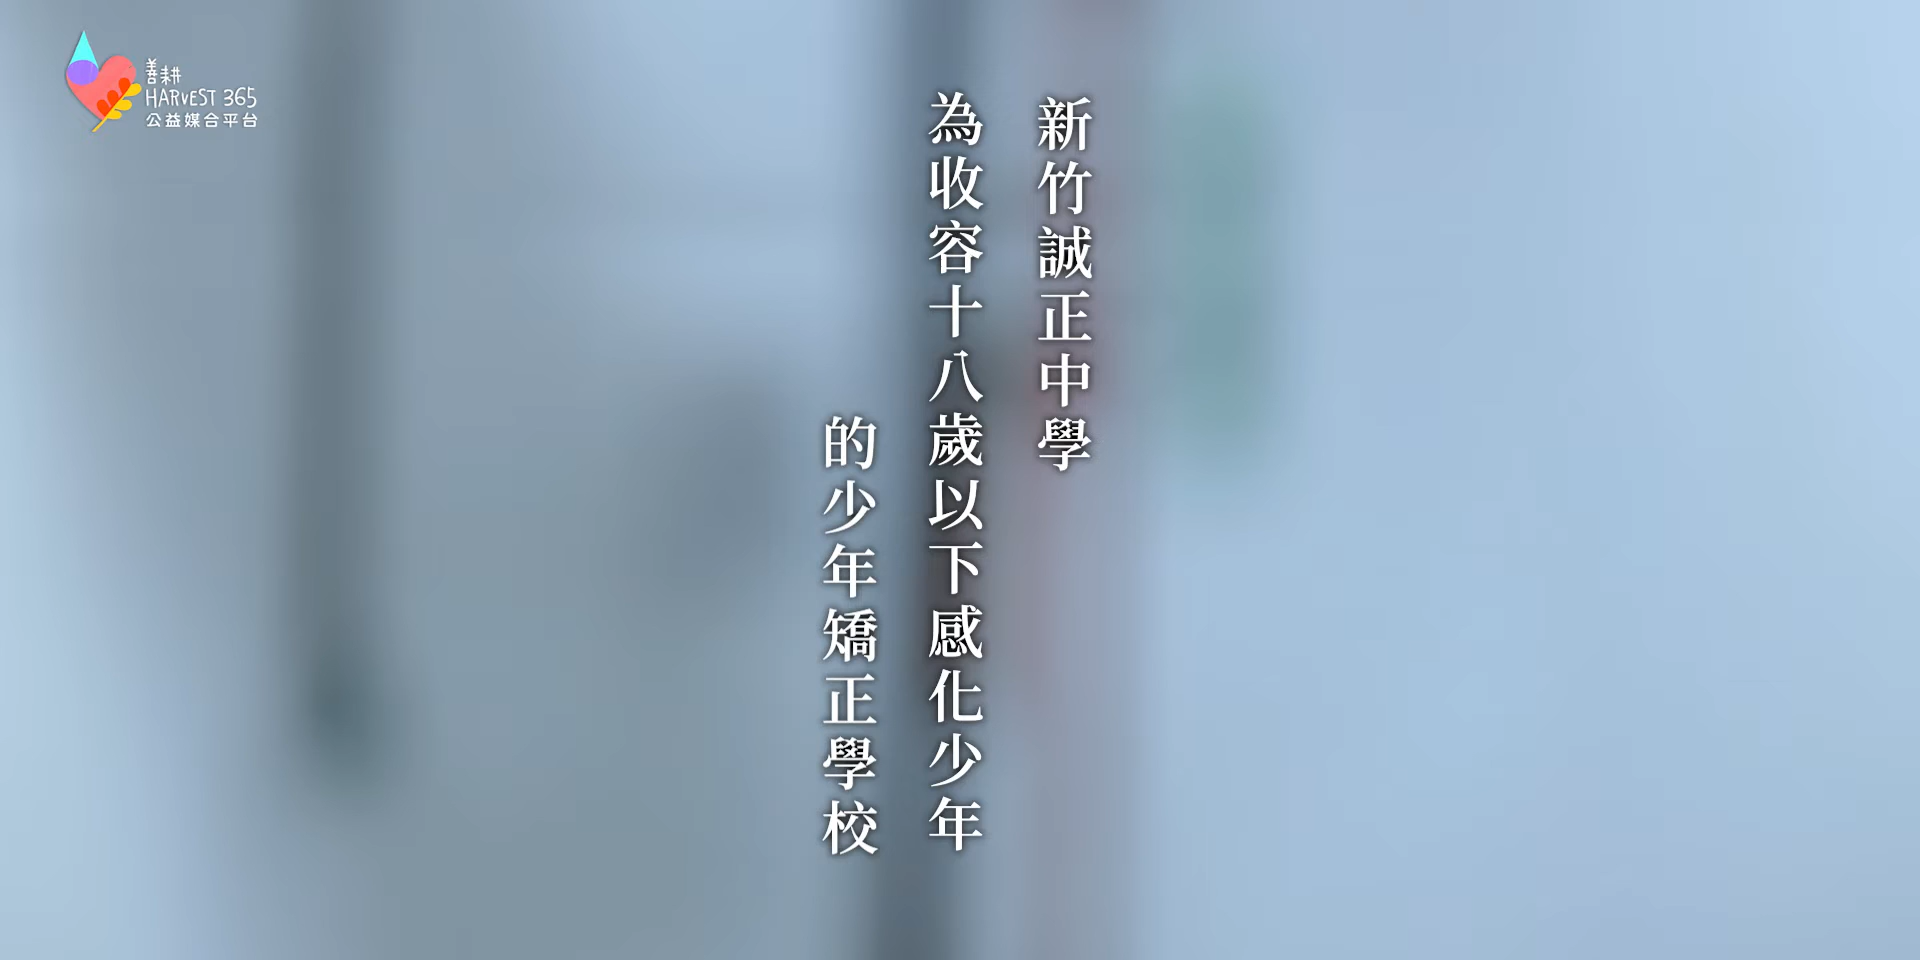 善耕
HARVEST 365
公益媒合平台
新竹誠正中學
為收容十八歲以下感化少年
的少年矯正學校